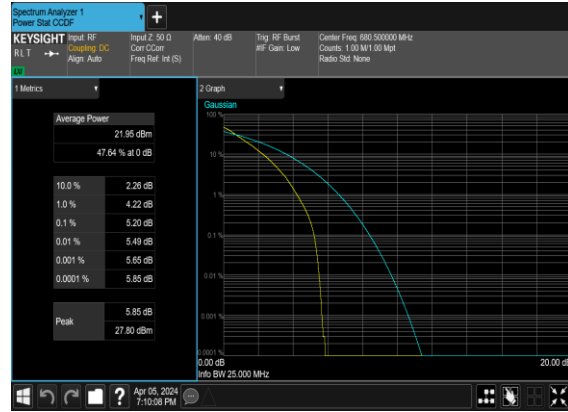 Spectrum Analyzer 1
Power Stat CCDF
KEYSIGHT
RLT
LM
Input: RF
Coupling: DC
Align: Auto
Input Z: 50 Ω
Corr CCorr
Freq Ref: Int (S)
Atten: 40 dB
Trig: RF Burst
#IF Gain: Low
Center Freq: 680.500000 MHz
Counts: 1.00 M/1.00 Mpt
Radio Std: None
1 Metrics
Average Power
21.95 dBm
47.64 % at 0 dB
10.0 % 2.26 dB
1.0 % 4.22 dB
0.1 % 5.20 dB
0.01 % 5.49 dB
0.001 % 5.65 dB
0.0001 % 5.85 dB
Peak 5.85 dB
27.80 dBm
2 Graph
Gaussian
100 %
10 %
1 %
0.1 %
0.01 %
0.001 %
0.0001 %
0.00 dB 20.00 dB
Info BW 25.000 MHz
? Apr 05, 2024
7:10:08 PM